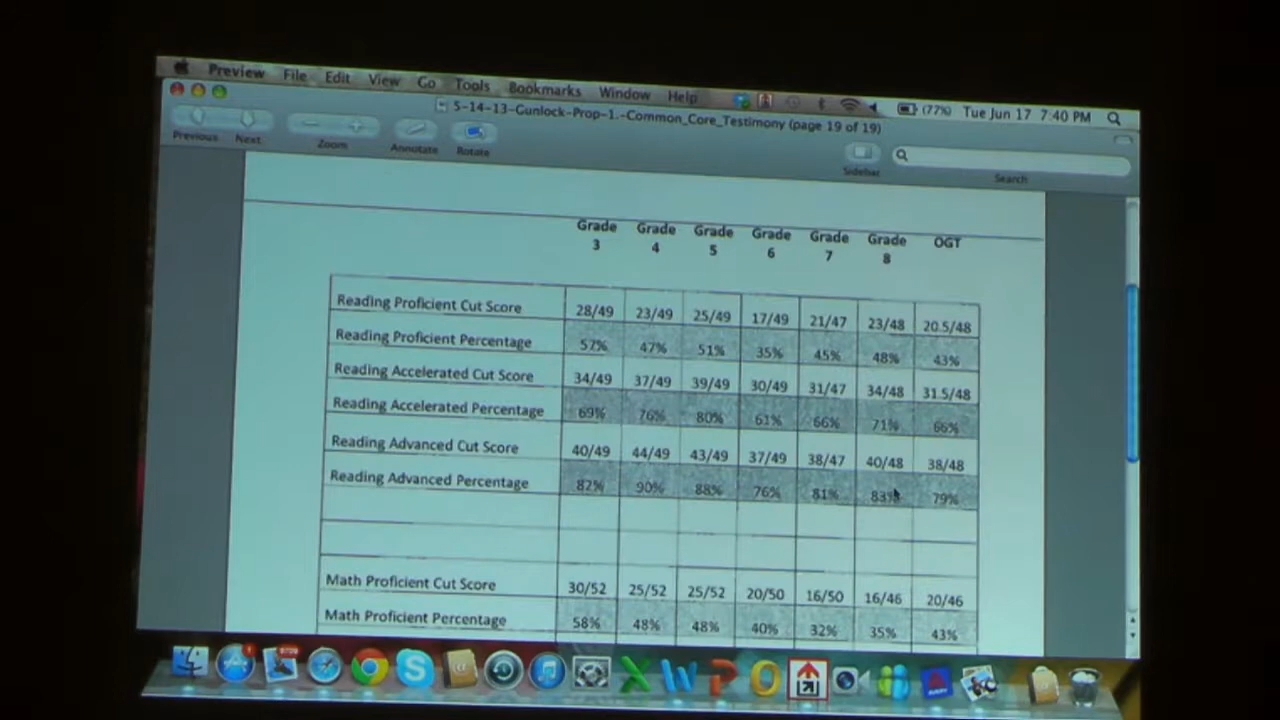 Preview File Edit View Go Tools Bookmarks Window Help (77%) Tue Jun 17 7:40 PM
5-14-13-Gunlock-Prop-1.-Common_Core_Testimony (page 19 of 19)
Previous Next Zoom Annotate Rotate Sidebar Search
Grade 3 Grade 4 Grade 5 Grade 6 Grade 7 Grade 8 OGT
Reading Proficient Cut Score 28/49 23/49 25/49 17/49 21/47 23/48 20.5/48
Reading Proficient Percentage 57% 47% 51% 35% 45% 48% 43%
Reading Accelerated Cut Score 34/49 37/49 39/49 30/49 31/47 34/48 31.5/48
Reading Accelerated Percentage 69% 76% 80% 61% 66% 71% 66%
Reading Advanced Cut Score 40/49 44/49 43/49 37/49 38/47 40/48 38/48
Reading Advanced Percentage 82% 90% 88% 76% 81% 83% 79%
Math Proficient Cut Score 30/52 25/52 25/52 20/50 16/50 16/46 20/46
Math Proficient Percentage 58% 48% 48% 40% 32% 35% 43%